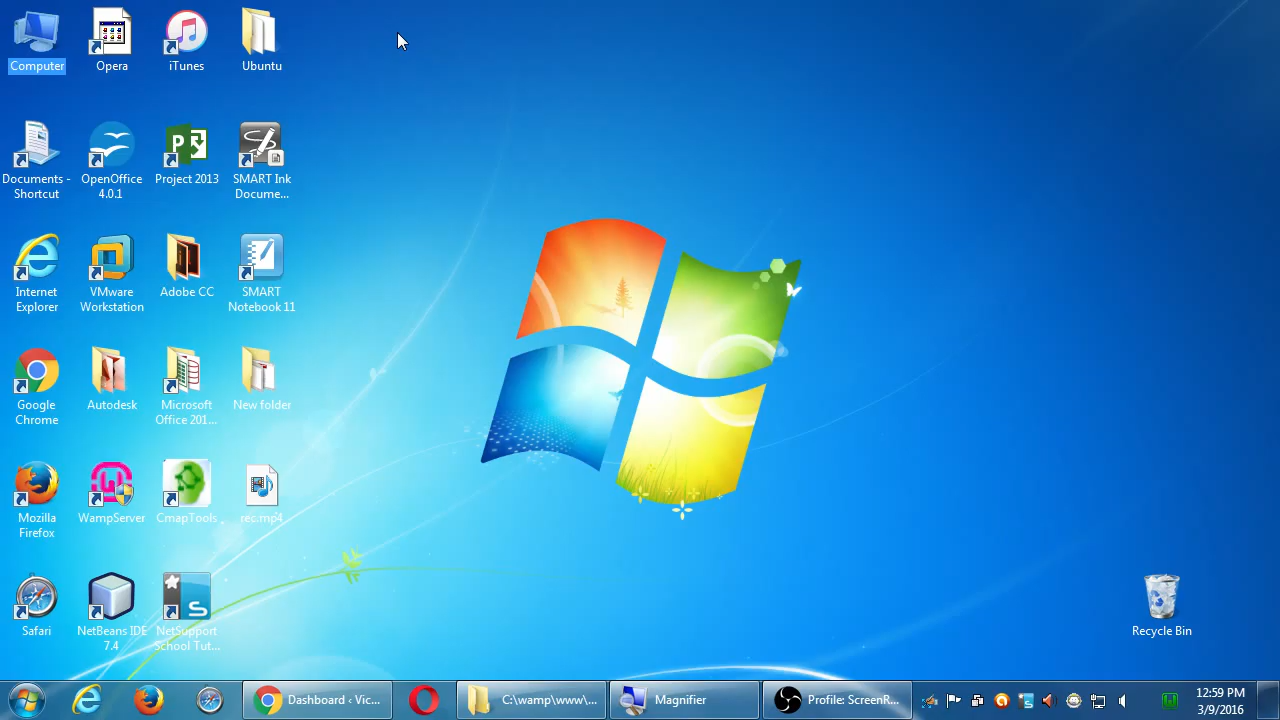 Computer
Opera
iTunes
Ubuntu
Documents -
Shortcut
OpenOffice
4.0.1
Project 2013
SMART Ink
Docume...
Internet
Explorer
VMware
Workstation
Adobe CC
SMART
Notebook 11
Google
Chrome
Autodesk
Microsoft
Office 201...
New folder
Mozilla
Firefox
WampServer
CmapTools
rec.mp4
Safari
NetBeans IDE
7.4
NetSupport
School Tut...
Recycle Bin
Dashboard ‹ Vic...
C:\wamp\www\...
Magnifier
Profile: ScreenR...
12:59 PM
3/9/2016